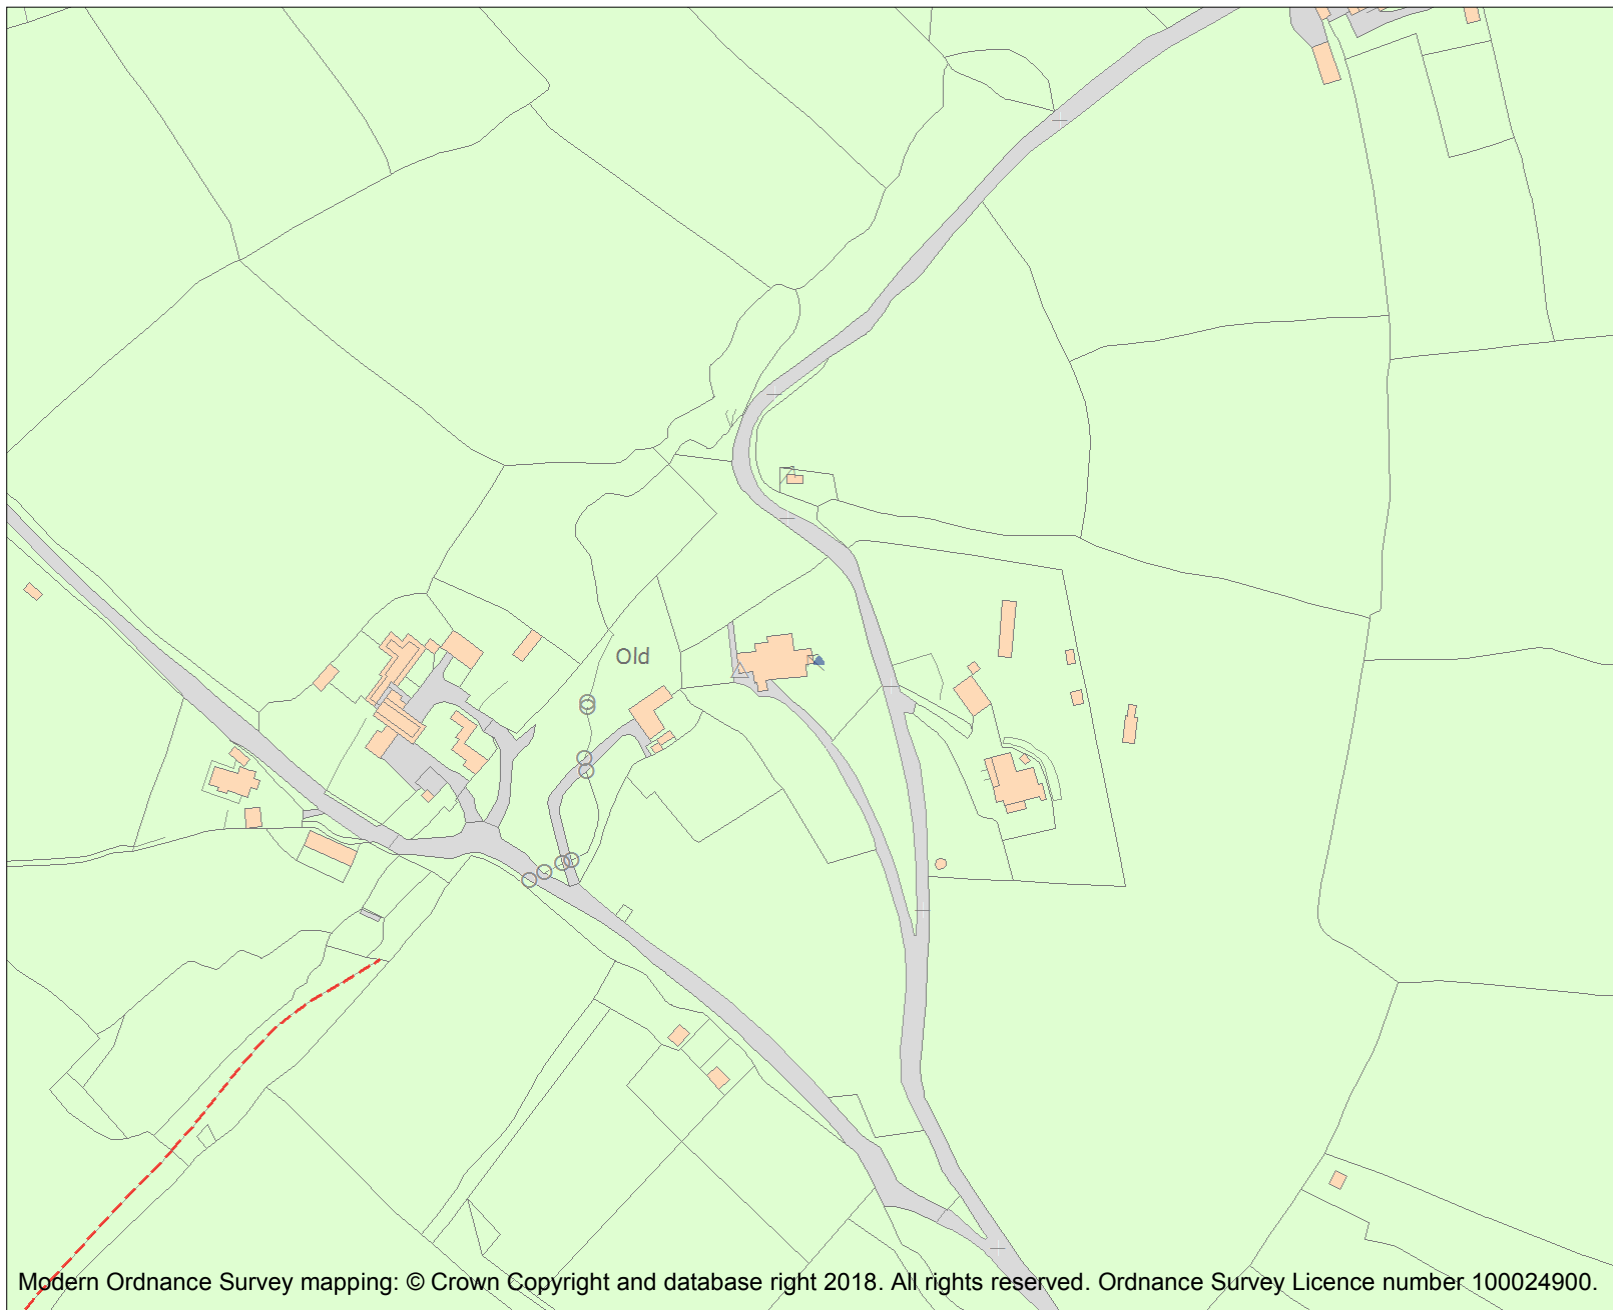 Old
Modern Ordnance Survey mapping: © Crown Copyright and database right 2018. All rights reserved. Ordnance Survey Licence number 100024900.